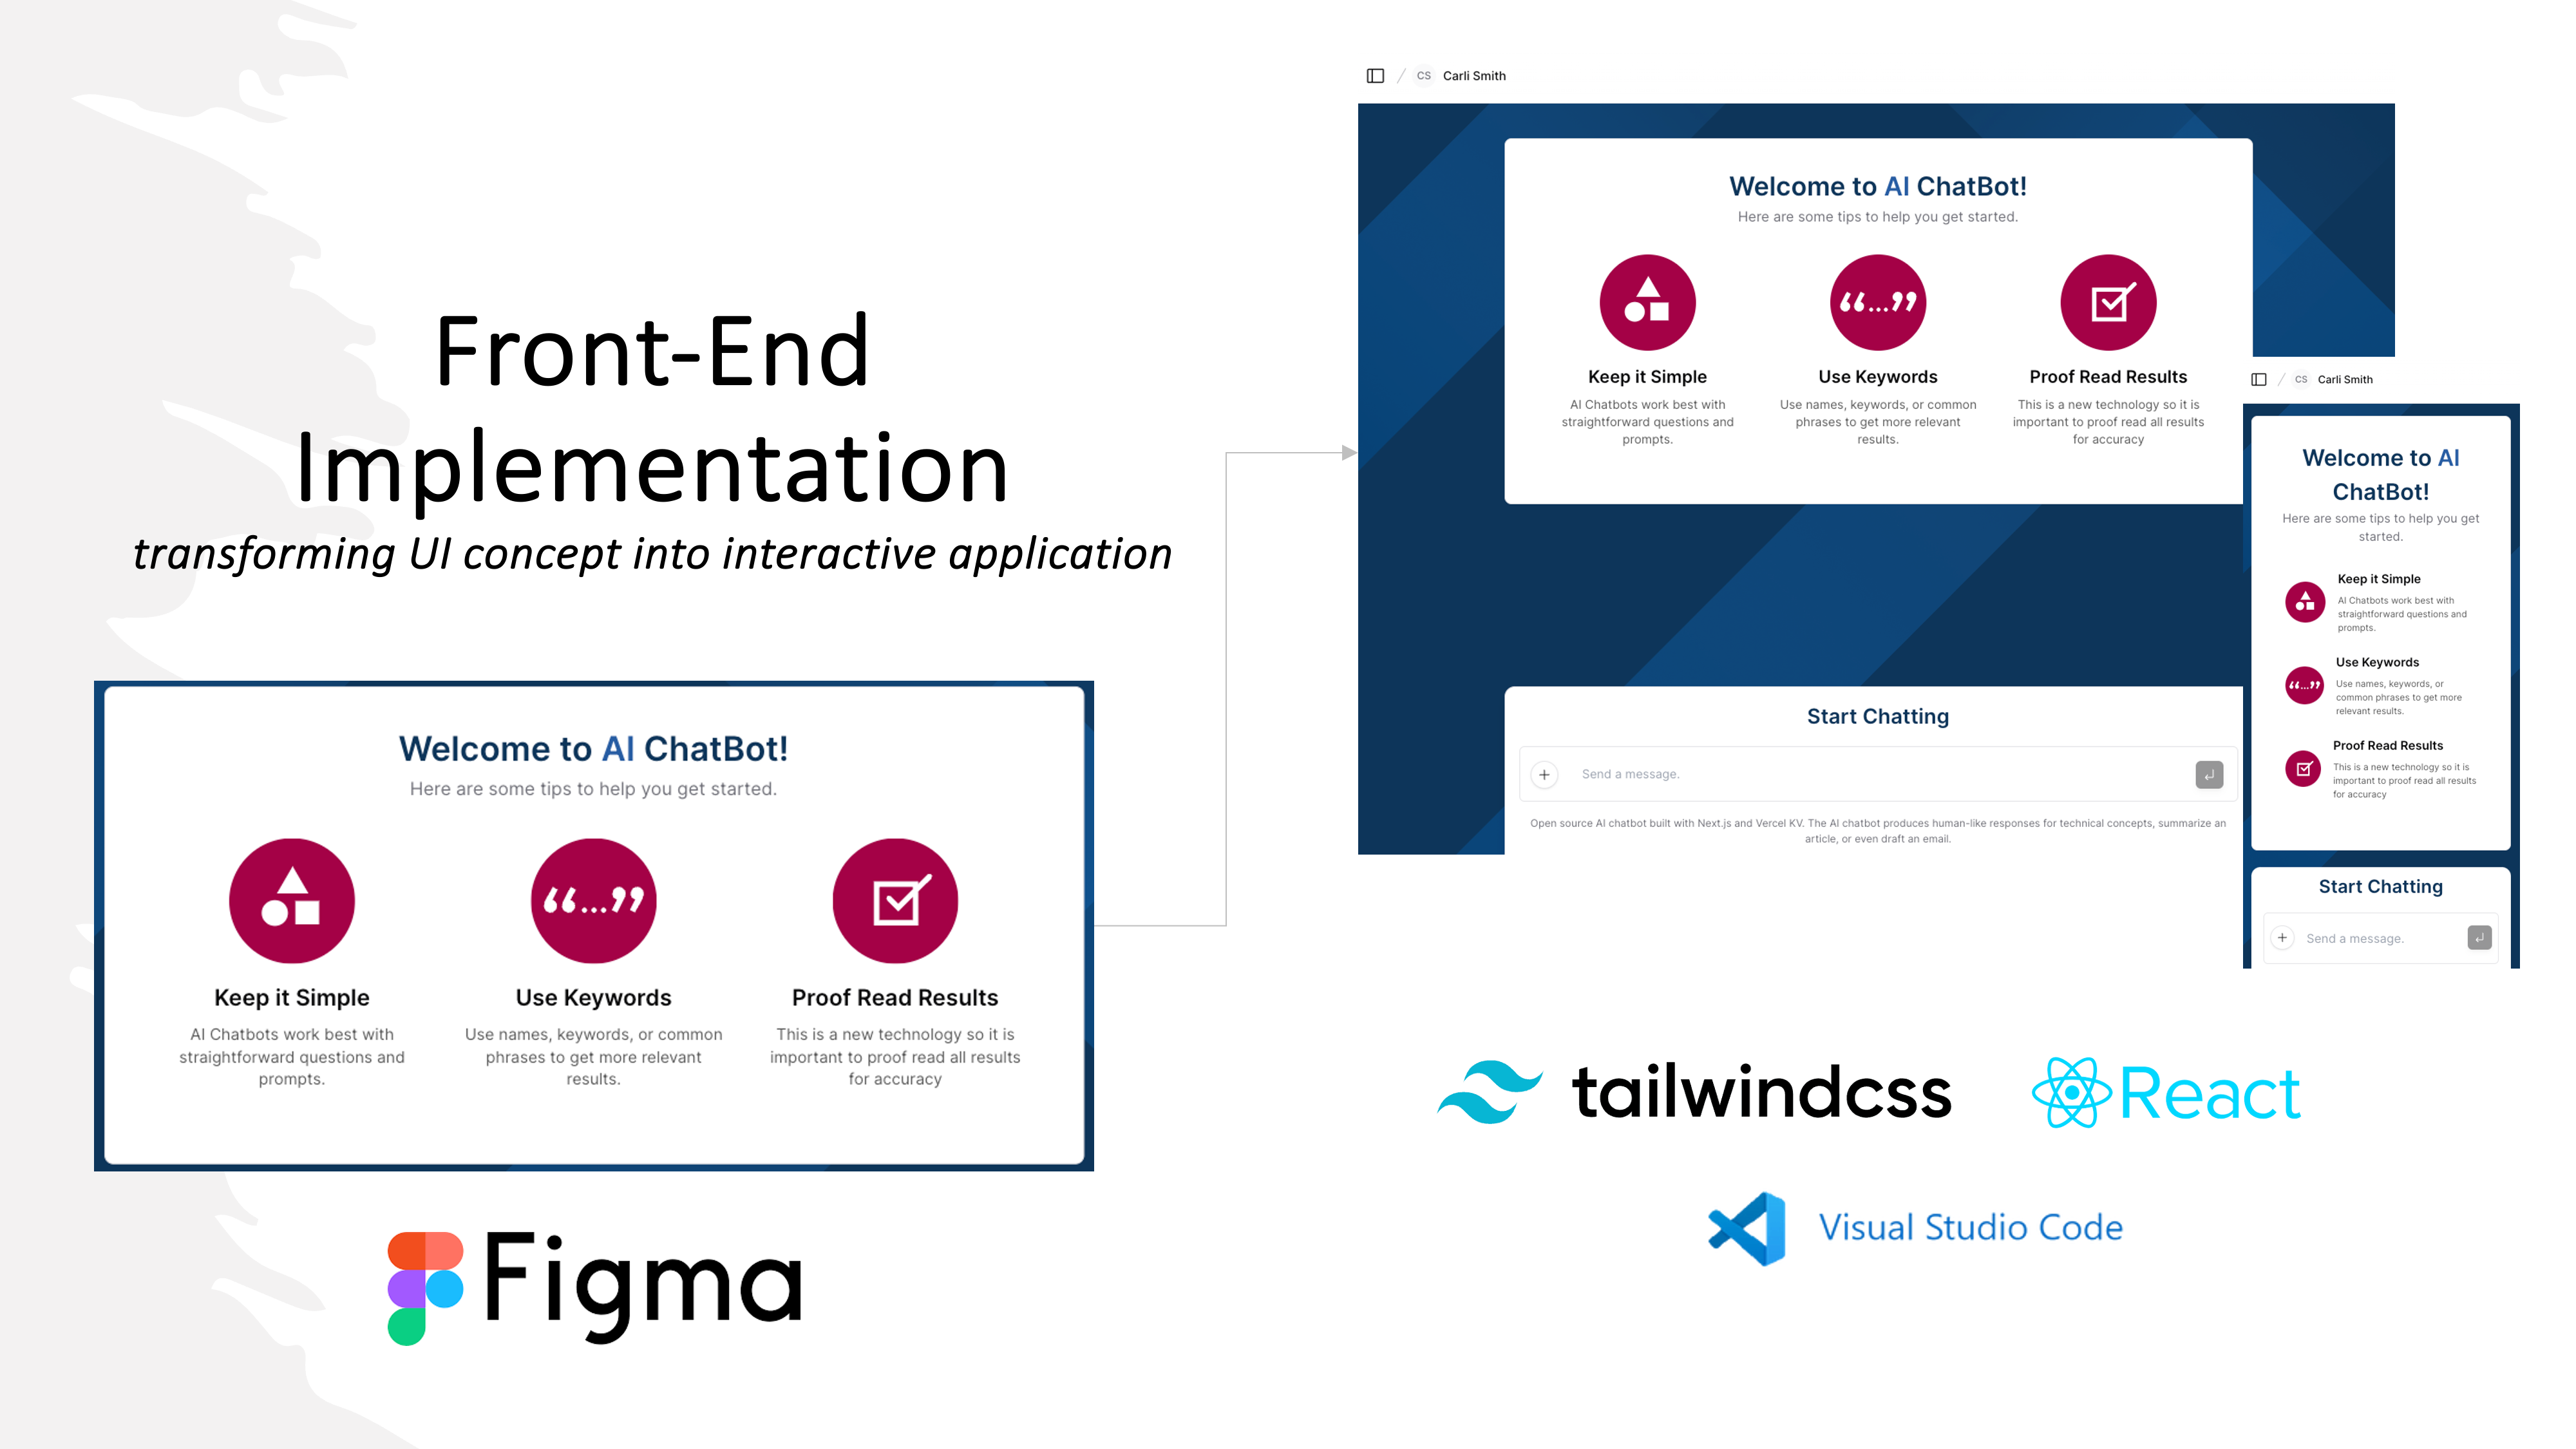 Front-End
Implementation
transforming UI concept into interactive application
Welcome to AI ChatBot!
Here are some tips to help you get started.
“...”
Keep it Simple
AI Chatbots work best with
straightforward questions and
prompts.
Use Keywords
Use names, keywords, or common
phrases to get more relevant
results.
Proof Read Results
This is a new technology so it is
important to proof read all results
for accuracy
Figma
CS Carli Smith
Welcome to AI ChatBot!
Here are some tips to help you get started.
“...”
Keep it Simple
AI Chatbots work best with
straightforward questions and
prompts.
Use Keywords
Use names, keywords, or common
phrases to get more relevant
results.
Proof Read Results
This is a new technology so it is
important to proof read all results
for accuracy
Start Chatting
Send a message.
Open source AI chatbot built with Next.js and Vercel KV. The AI chatbot produces human-like responses for technical concepts, summarize an
article, or even draft an email.
CS Carli Smith
Welcome to AI
ChatBot!
Here are some tips to help you get
started.
Keep it Simple
AI Chatbots work best with
straightforward questions and
prompts.
“...”
Use Keywords
Use names, keywords, or
common phrases to get more
relevant results.
Proof Read Results
This is a new technology so it is
important to proof read all results
for accuracy
Start Chatting
Send a message.
tailwindcss
React
Visual Studio Code